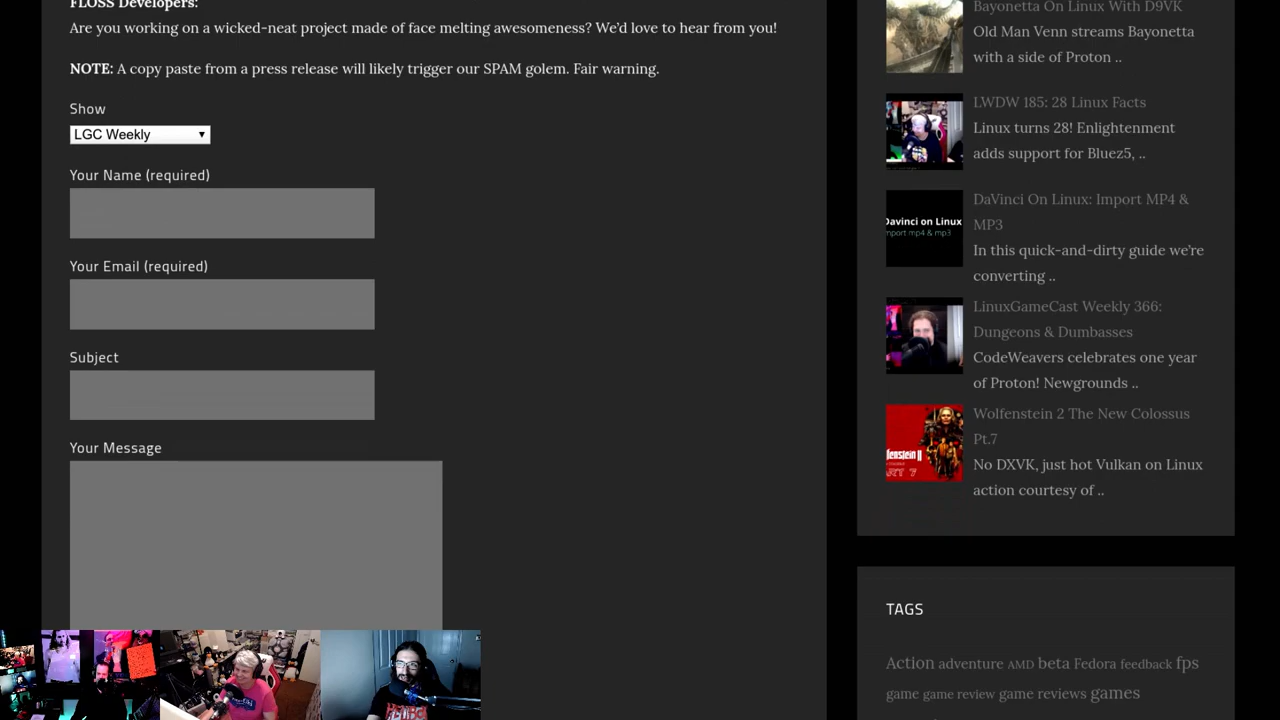 FLOSS Developers:
Are you working on a wicked-neat project made of face melting awesomeness? We'd love to hear from you!
NOTE: A copy paste from a press release will likely trigger our SPAM golem. Fair warning.
Show
LGC Weekly
Your Name (required)
Your Email (required)
Subject
Your Message
Bayonetta On Linux With D9VK
Old Man Venn streams Bayonetta
with a side of Proton ..
LWDW 185: 28 Linux Facts
Linux turns 28! Enlightenment
adds support for Bluez5, ..
Davinci on Linux
mport mp4 & mp3
DaVinci On Linux: Import MP4 &
MP3
In this quick-and-dirty guide we're
converting ..
LinuxGameCast Weekly 366:
Dungeons & Dumbasses
CodeWeavers celebrates one year
of Proton! Newgrounds ..
Wolfenstein 2 The New Colossus
Pt.7
No DXVK, just hot Vulkan on Linux
action courtesy of ..
TAGS
Action adventure AMD beta Fedora feedback fps
game game review game reviews games